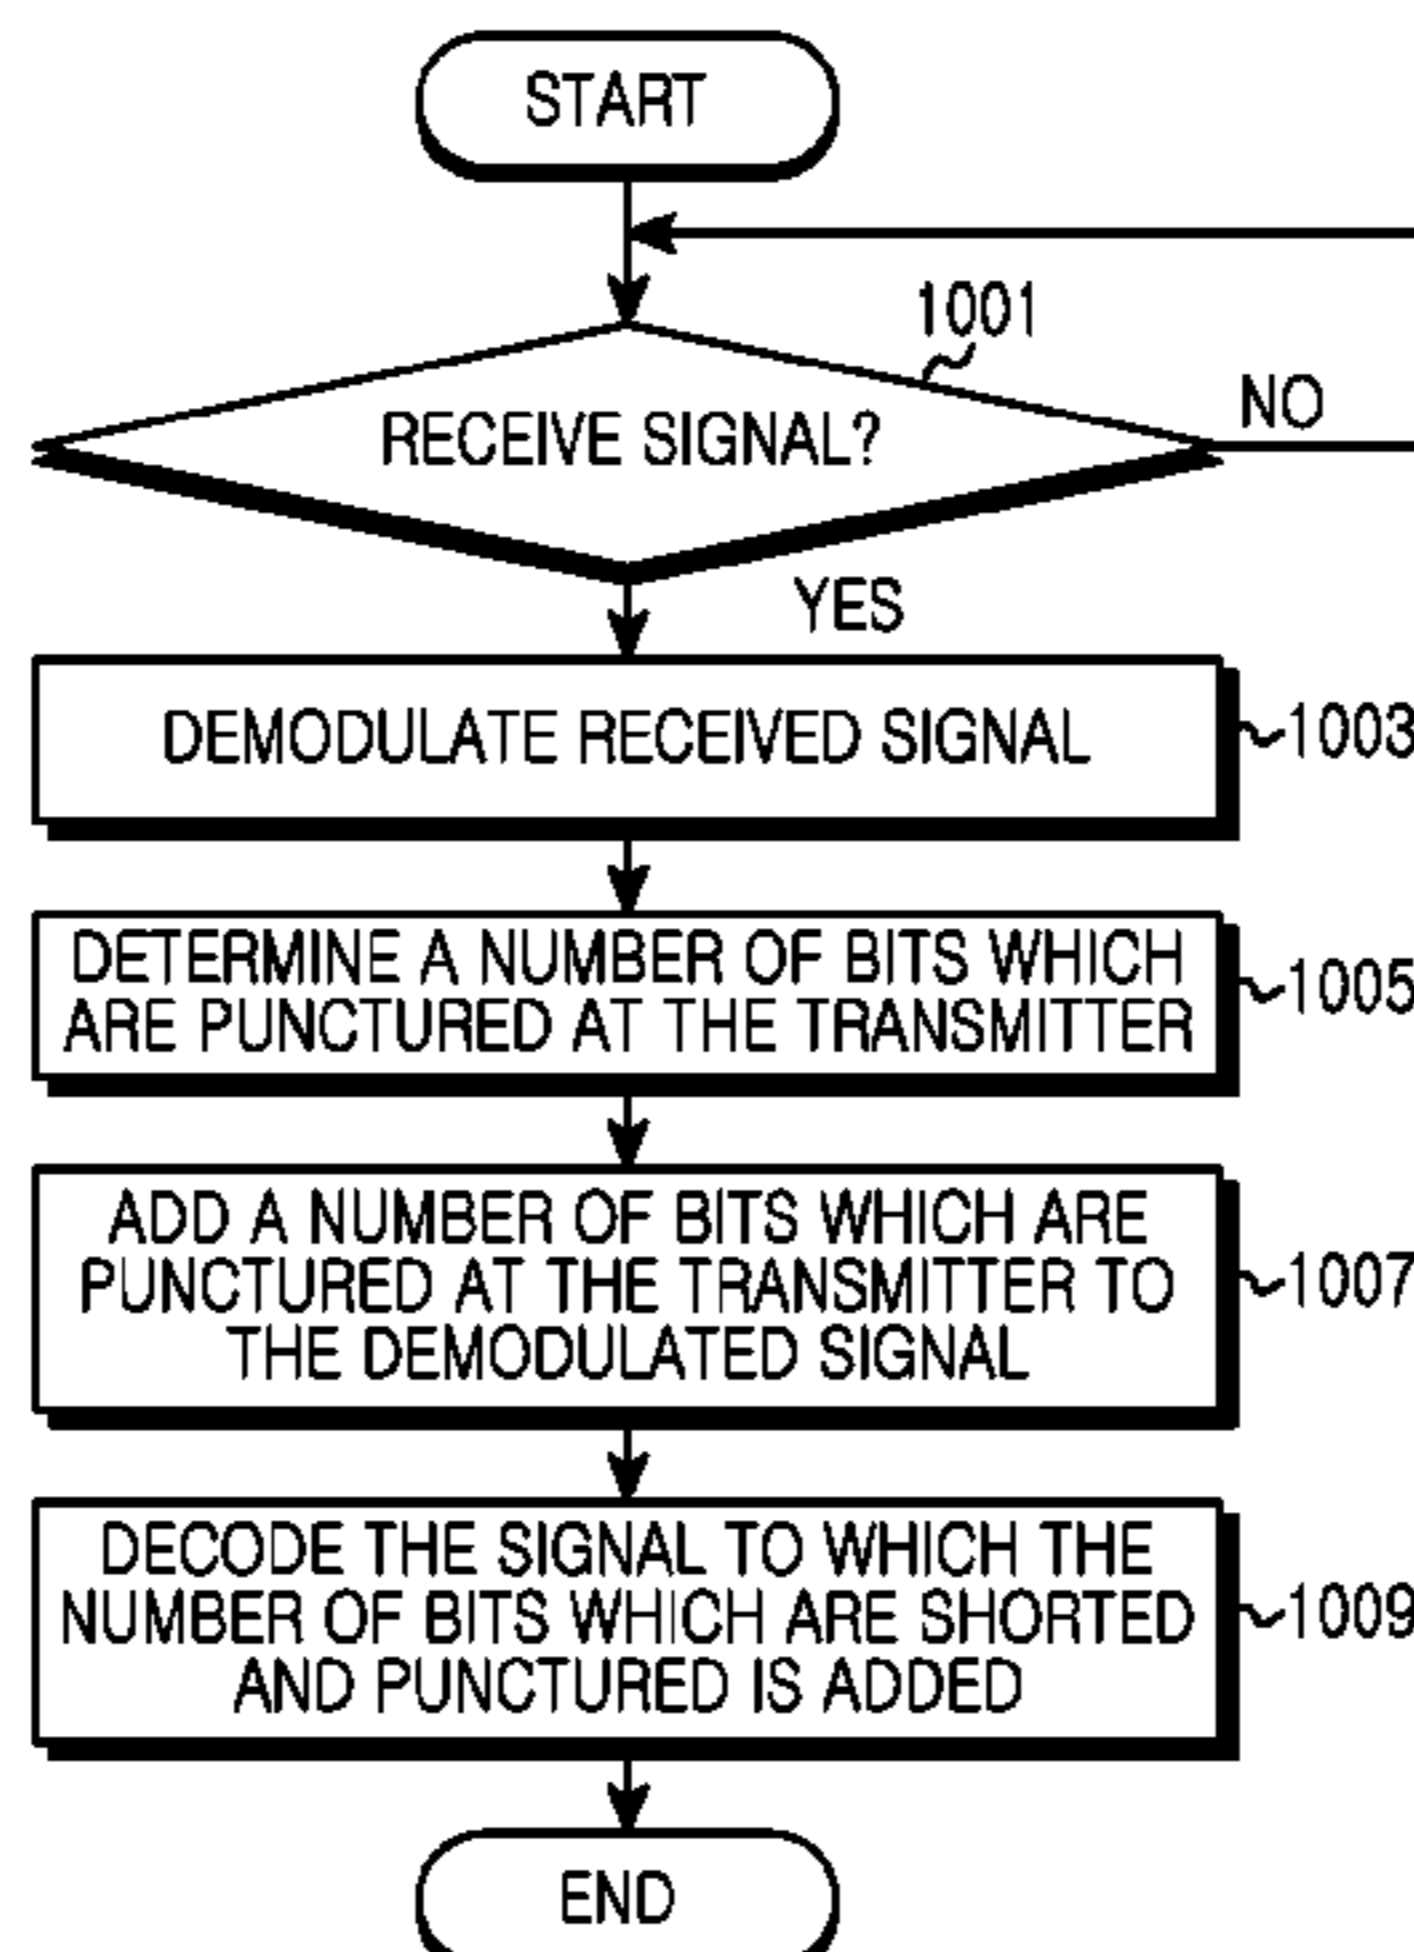 START
1001
RECEIVE SIGNAL?
NO
YES
DEMODULATE RECEIVED SIGNAL
1003
DETERMINE A NUMBER OF BITS WHICH
ARE PUNCTURED AT THE TRANSMITTER
1005
ADD A NUMBER OF BITS WHICH ARE
PUNCTURED AT THE TRANSMITTER TO
THE DEMODULATED SIGNAL
1007
DECODE THE SIGNAL TO WHICH THE
NUMBER OF BITS WHICH ARE SHORTED
AND PUNCTURED IS ADDED
1009
END